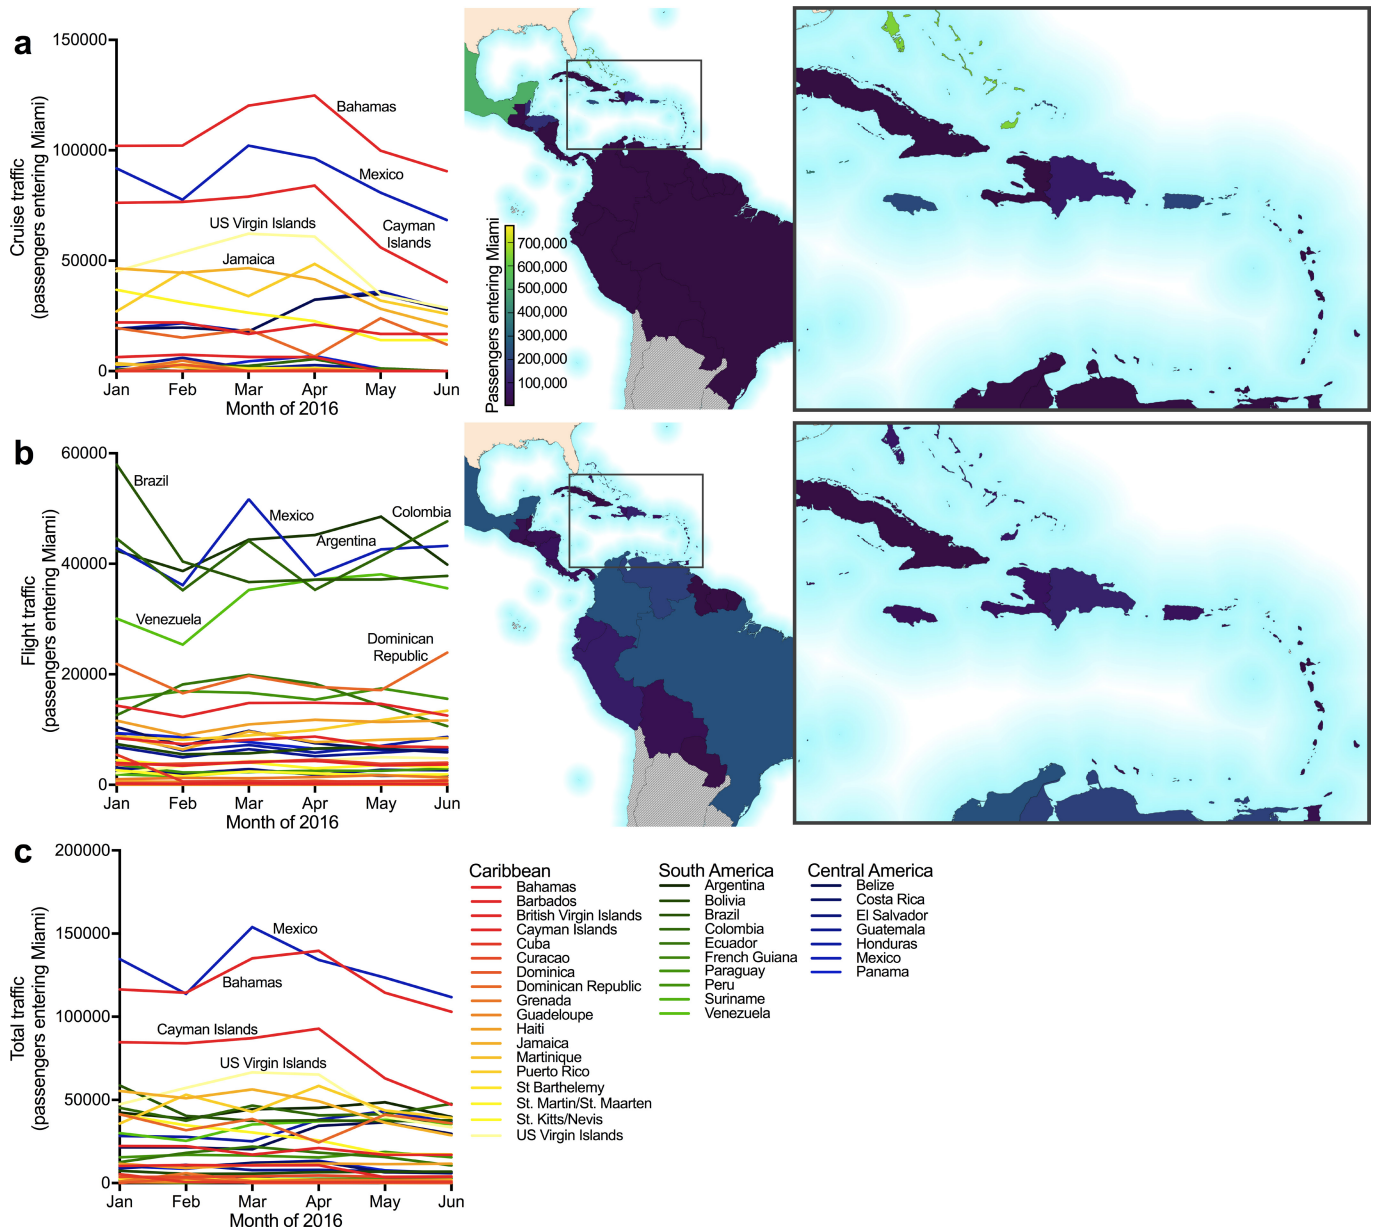 a
150000
100000
50000
0
Cruise traffic
(passengers entering Miami)
Bahamas
Mexico
US Virgin Islands
Cayman
Islands
Jamaica
Jan
Feb
Mar
Apr
May
Jun
Month of 2016
Passengers entering Miami
700,000
600,000
500,000
400,000
300,000
200,000
100,000
b
60000
40000
20000
0
Flight traffic
(passengers entering Miami)
Brazil
Mexico
Colombia
Argentina
Venezuela
Dominican
Republic
Jan
Feb
Mar
Apr
May
Jun
Month of 2016
c
200000
150000
100000
50000
0
Total traffic
(passengers entering Miami)
Mexico
Bahamas
Cayman Islands
US Virgin Islands
Jan
Feb
Mar
Apr
May
Jun
Month of 2016
Caribbean
Bahamas
Barbados
British Virgin Islands
Cayman Islands
Cuba
Curacao
Dominica
Dominican Republic
Grenada
Guadeloupe
Haiti
Jamaica
Martinique
Puerto Rico
St Barthelemy
St. Martin/St. Maarten
St. Kitts/Nevis
US Virgin Islands
South America
Argentina
Bolivia
Brazil
Colombia
Ecuador
French Guiana
Paraguay
Peru
Suriname
Venezuela
Central America
Belize
Costa Rica
El Salvador
Guatemala
Honduras
Mexico
Panama